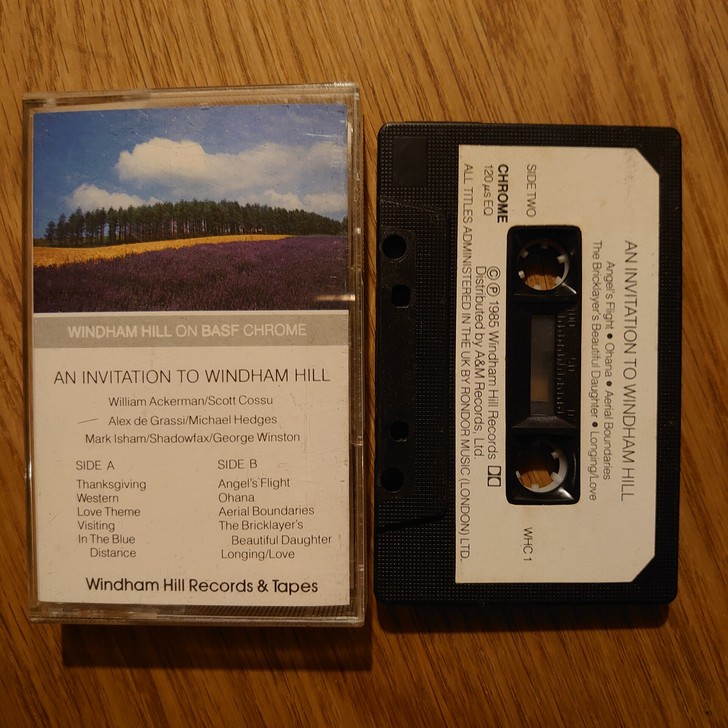 WINDHAM HILL ON BASF CHROME
AN INVITATION TO WINDHAM HILL
William Ackerman/Scott Cossu
Alex de Grassi/Michael Hedges
Mark Isham/Shadowfax/George Winston
SIDE A
Thanksgiving
Western
Love Theme
Visiting
In The Blue
Distance
SIDE B
Angel's Flight
Ohana
Aerial Boundaries
The Bricklayer's
Beautiful Daughter
Longing/Love
Windham Hill Records & Tapes
AN INVITATION TO WINDHAM HILL
Angel's Flight • Ohana • Aerial Boundaries
The Bricklayer's Beautiful Daughter • Longing/Love
SIDE TWO
WHC 1
CHROME
120 µs EQ
Ⓒ Ⓟ 1985 Windham Hill Records
Distributed by A&M Records, Ltd.
ALL TITLES ADMINISTERED IN THE UK BY RONDOR MUSIC (LONDON) LTD.